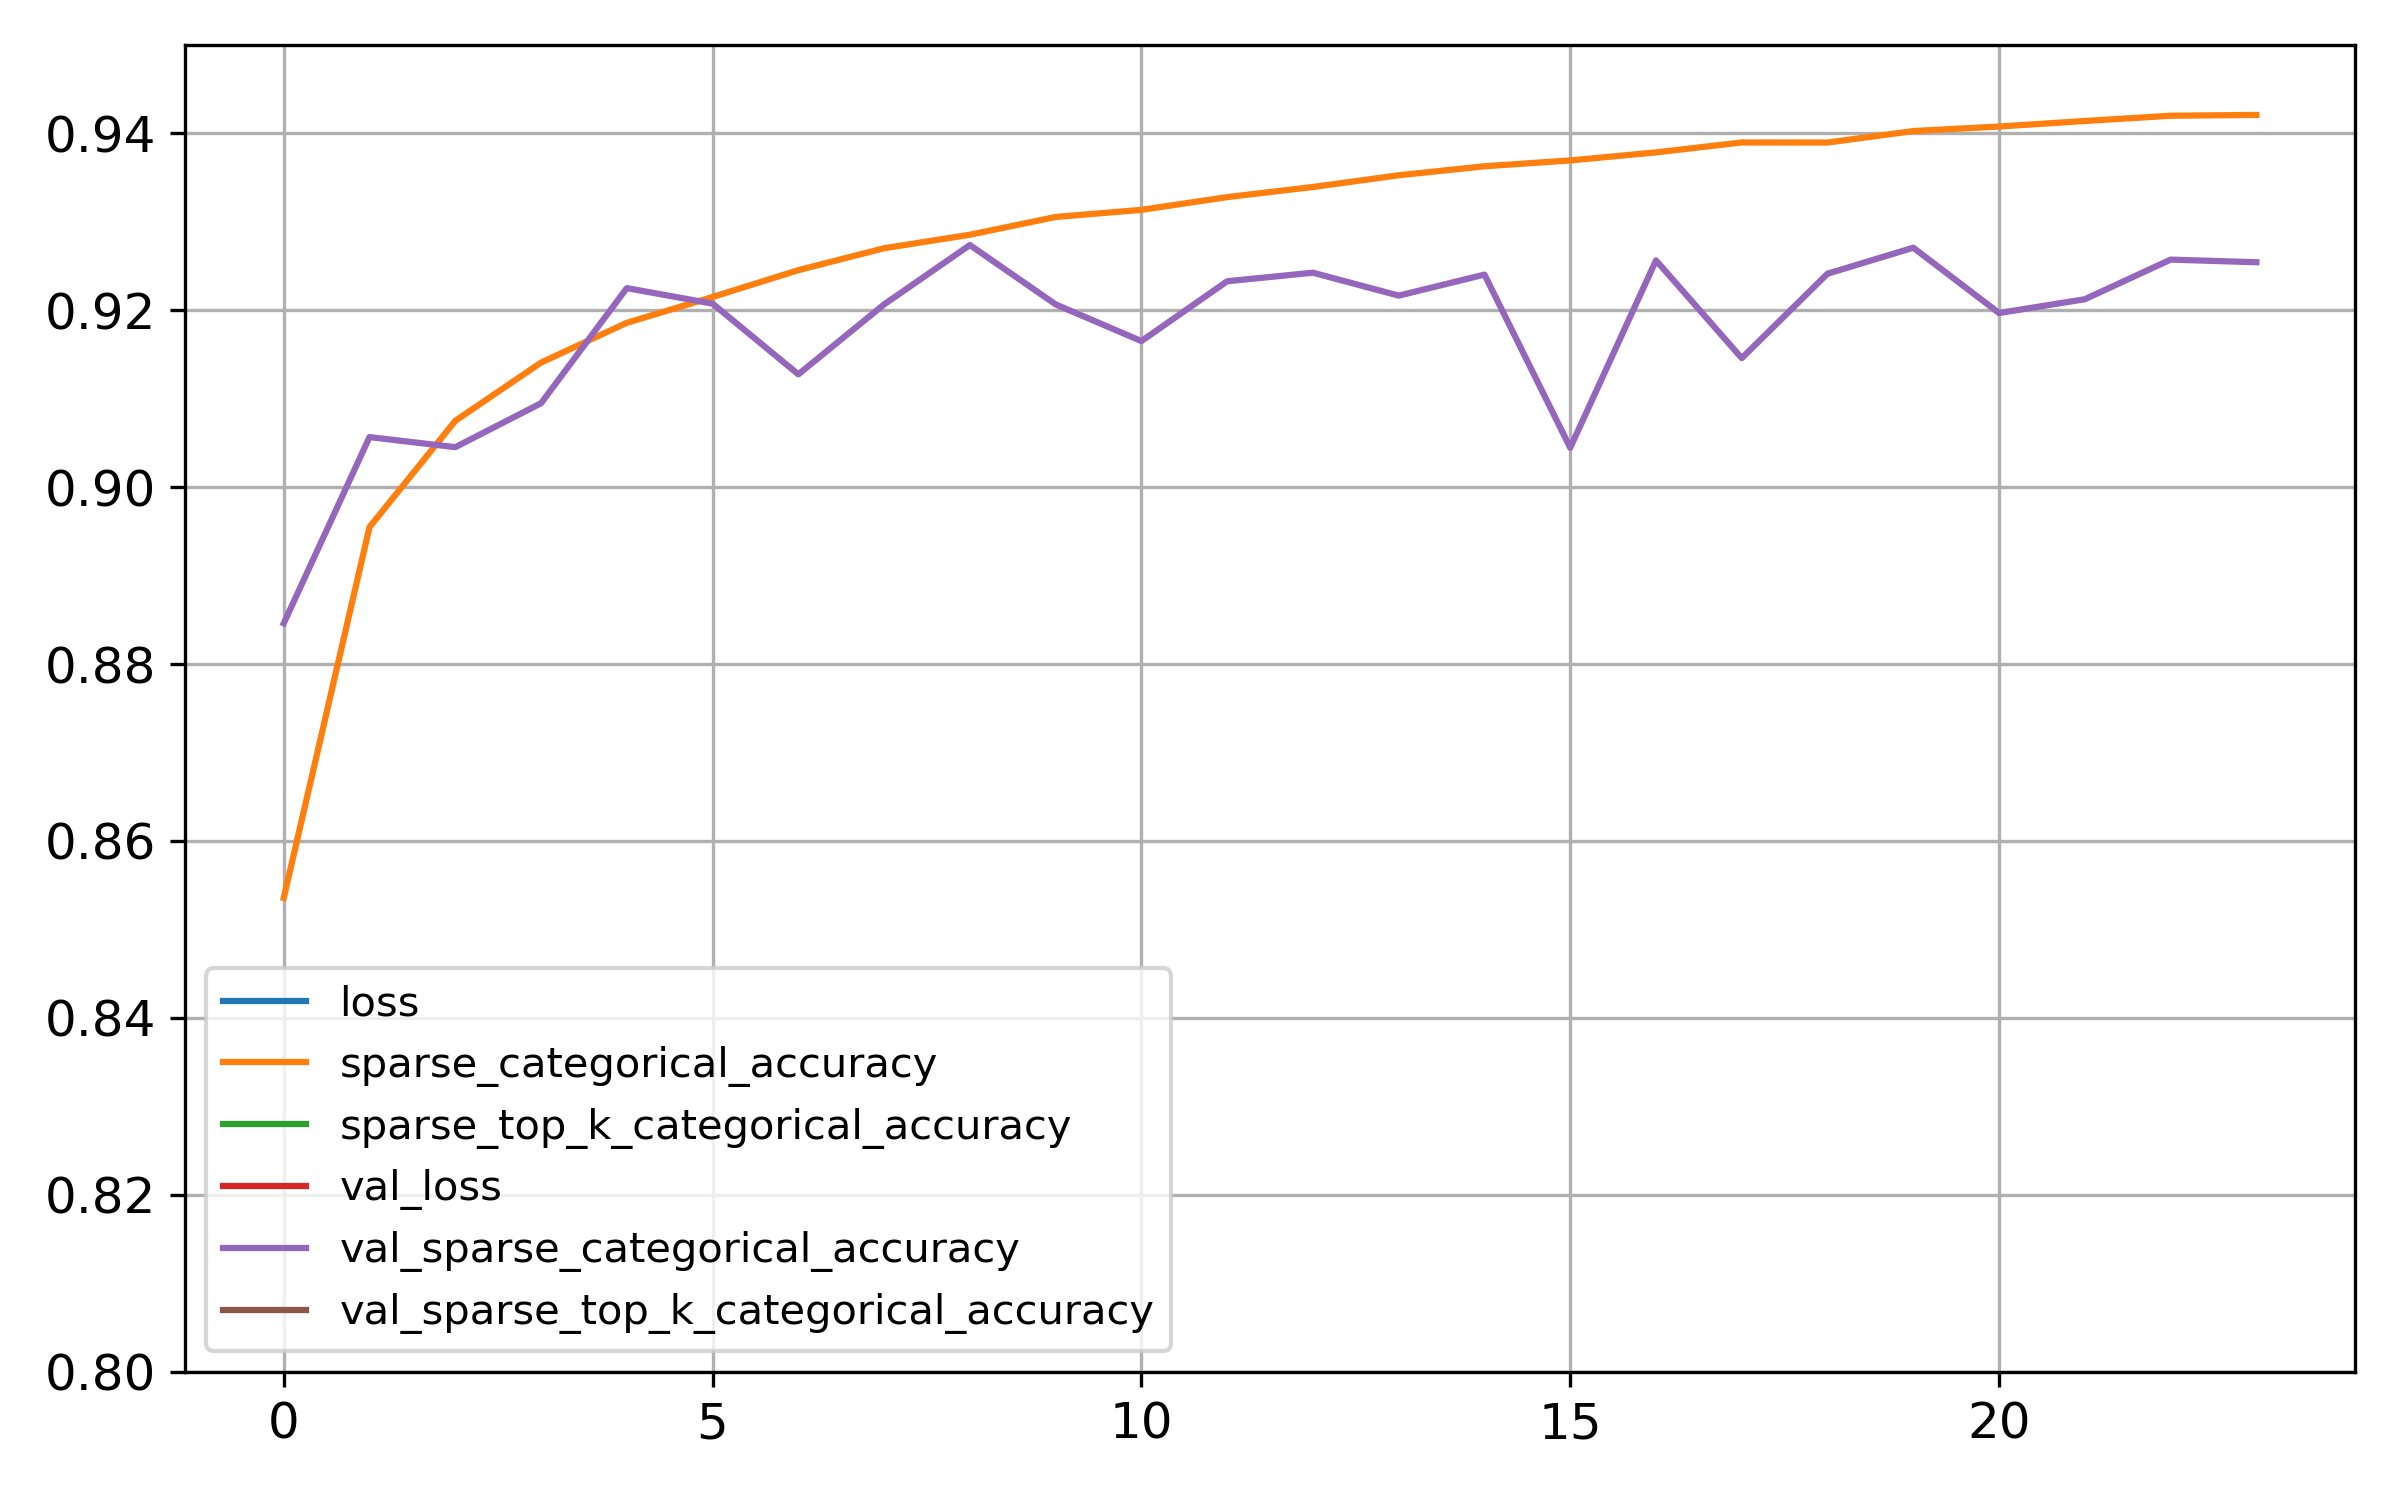 0.94
0.92
0.90
0.88
0.86
0.84
0.82
0.80
loss
sparse_categorical_accuracy
sparse_top_k_categorical_accuracy
val_loss
val_sparse_categorical_accuracy
val_sparse_top_k_categorical_accuracy
0 5 10 15 20